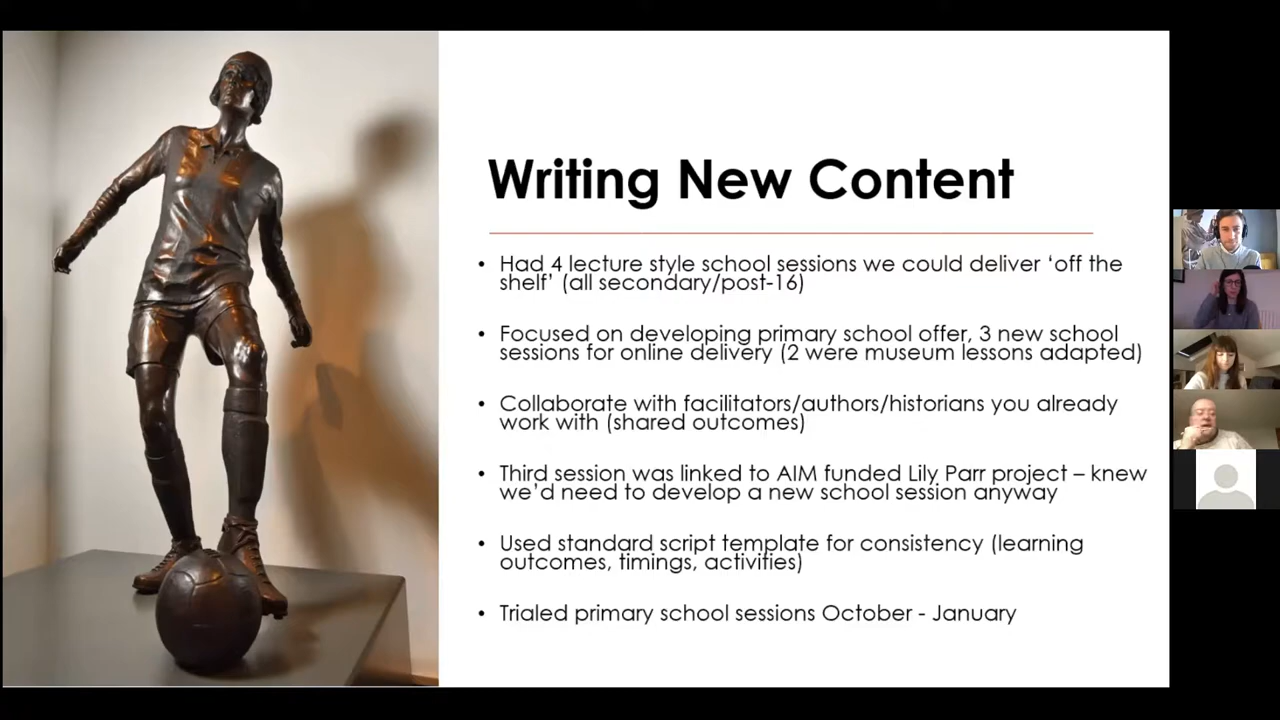 Writing New Content
• Had 4 lecture style school sessions we could deliver ‘off the
shelf’ (all secondary/post-16)
• Focused on developing primary school offer, 3 new school
sessions for online delivery (2 were museum lessons adapted)
• Collaborate with facilitators/authors/historians you already
work with (shared outcomes)
• Third session was linked to AIM funded Lily Parr project – knew
we’d need to develop a new school session anyway
• Used standard script template for consistency (learning
outcomes, timings, activities)
• Trialed primary school sessions October - January